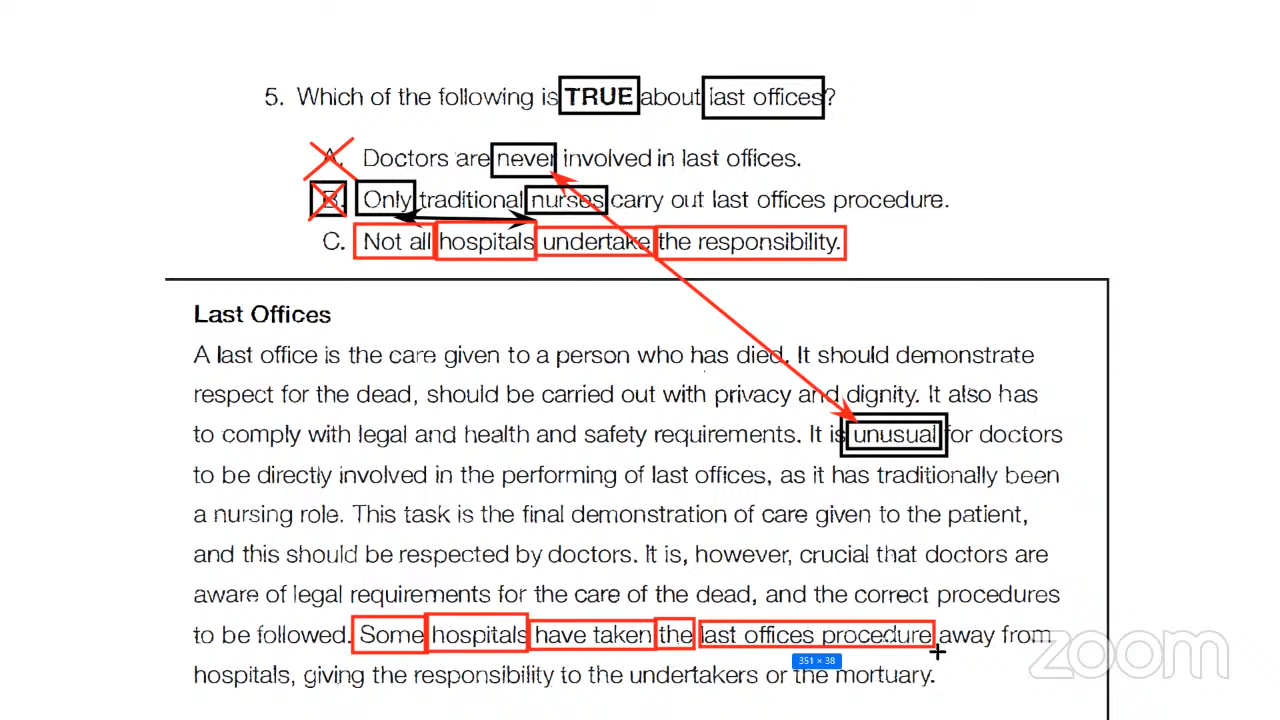 5. Which of the following is TRUE about last offices?
A. Doctors are never involved in last offices.
B. Only traditional nurses carry out last offices procedure.
C. Not all hospitals undertake the responsibility.
Last Offices
A last office is the care given to a person who has died. It should demonstrate
respect for the dead, should be carried out with privacy and dignity. It also has
to comply with legal and health and safety requirements. It is unusual for doctors
to be directly involved in the performing of last offices, as it has traditionally been
a nursing role. This task is the final demonstration of care given to the patient,
and this should be respected by doctors. It is, however, crucial that doctors are
aware of legal requirements for the care of the dead, and the correct procedures
to be followed. Some hospitals have taken the last offices procedure away from
351 × 38
zoom
hospitals, giving the responsibility to the undertakers or the mortuary.